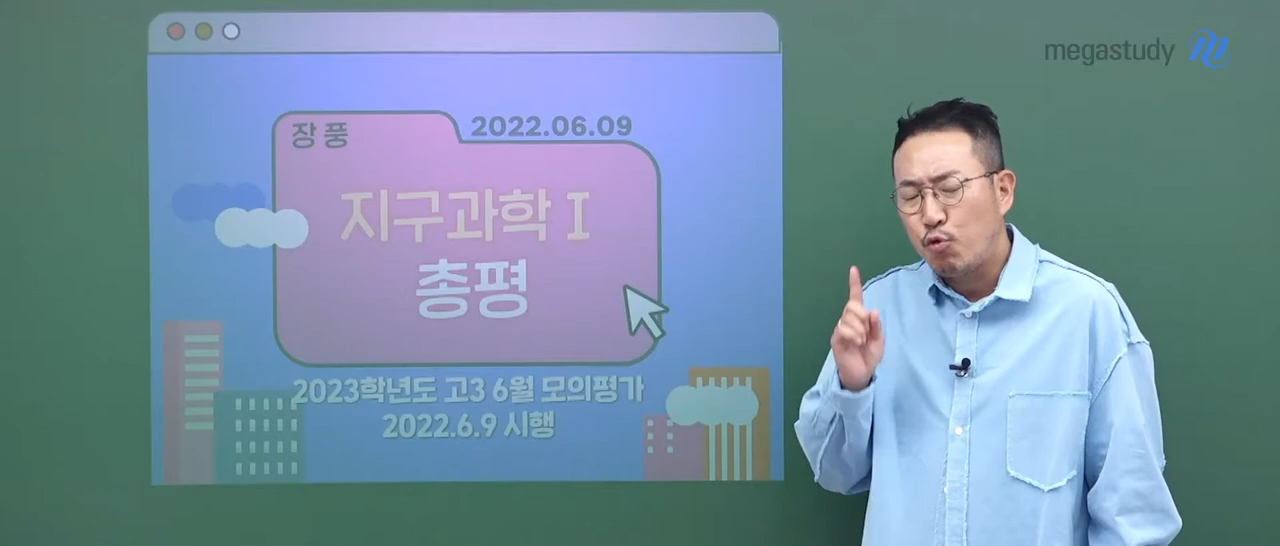 megastudy
장풍
2022.06.09
지구과학 I
총평
2023학년도 고3 6월 모의평가
2022.6.9 시행